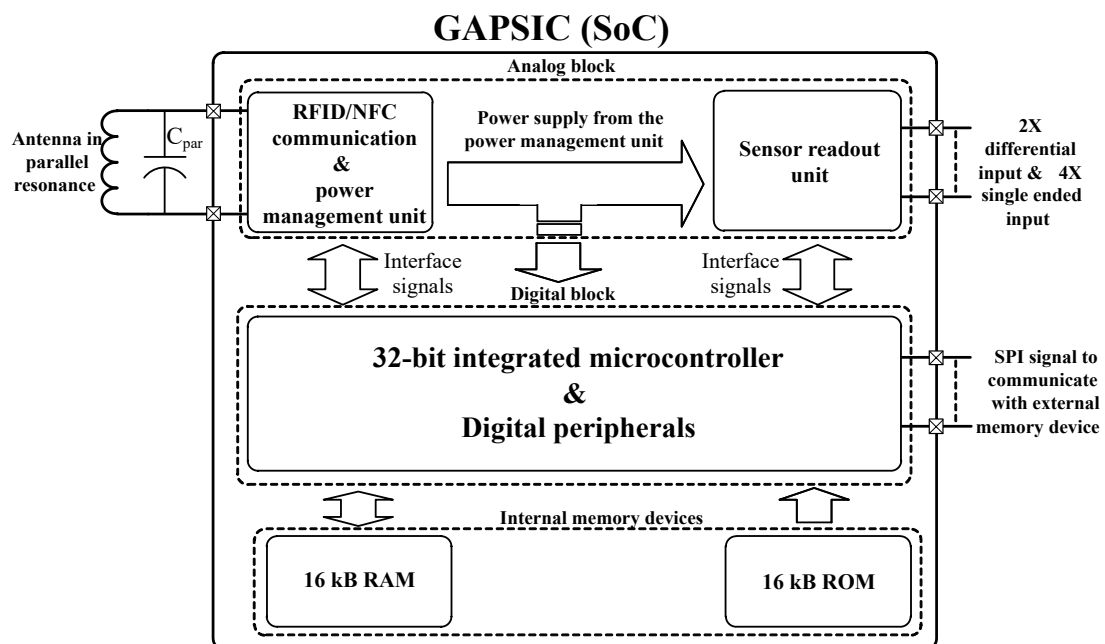 GAPSIC (SoC)
Analog block
Antenna in
parallel
resonance
C_par
RFID/NFC
communication
&
power
management unit
Power supply from the
power management unit
Sensor readout
unit
2X
differential
input & 4X
single ended
input
Interface
signals
Interface
signals
Digital block
32-bit integrated microcontroller
&
Digital peripherals
SPI signal to
communicate
with external
memory device
Internal memory devices
16 kB RAM
16 kB ROM